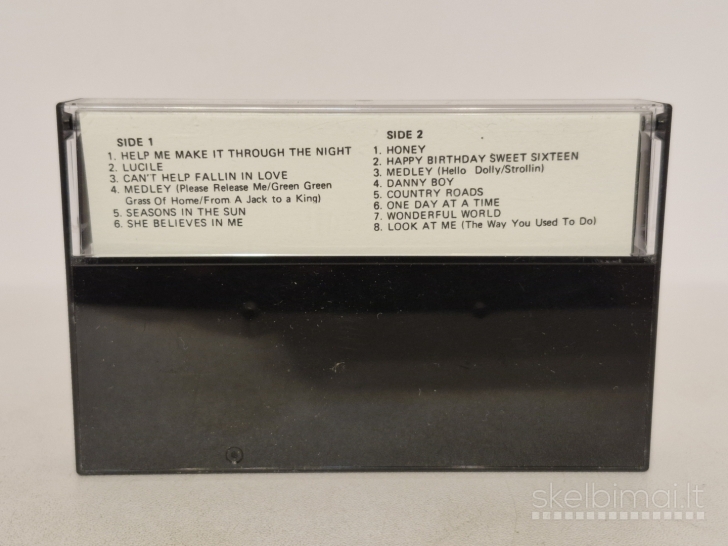 SIDE 1
1. HELP ME MAKE IT THROUGH THE NIGHT
2. LUCILE
3. CAN'T HELP FALLIN IN LOVE
4. MEDLEY (Please Release Me/Green Green
Grass Of Home/From A Jack to a King)
5. SEASONS IN THE SUN
6. SHE BELIEVES IN ME
SIDE 2
1. HONEY
2. HAPPY BIRTHDAY SWEET SIXTEEN
3. MEDLEY (Hello Dolly/Strollin)
4. DANNY BOY
5. COUNTRY ROADS
6. ONE DAY AT A TIME
7. WONDERFUL WORLD
8. LOOK AT ME (The Way You Used To Do)
skelbimai.lt